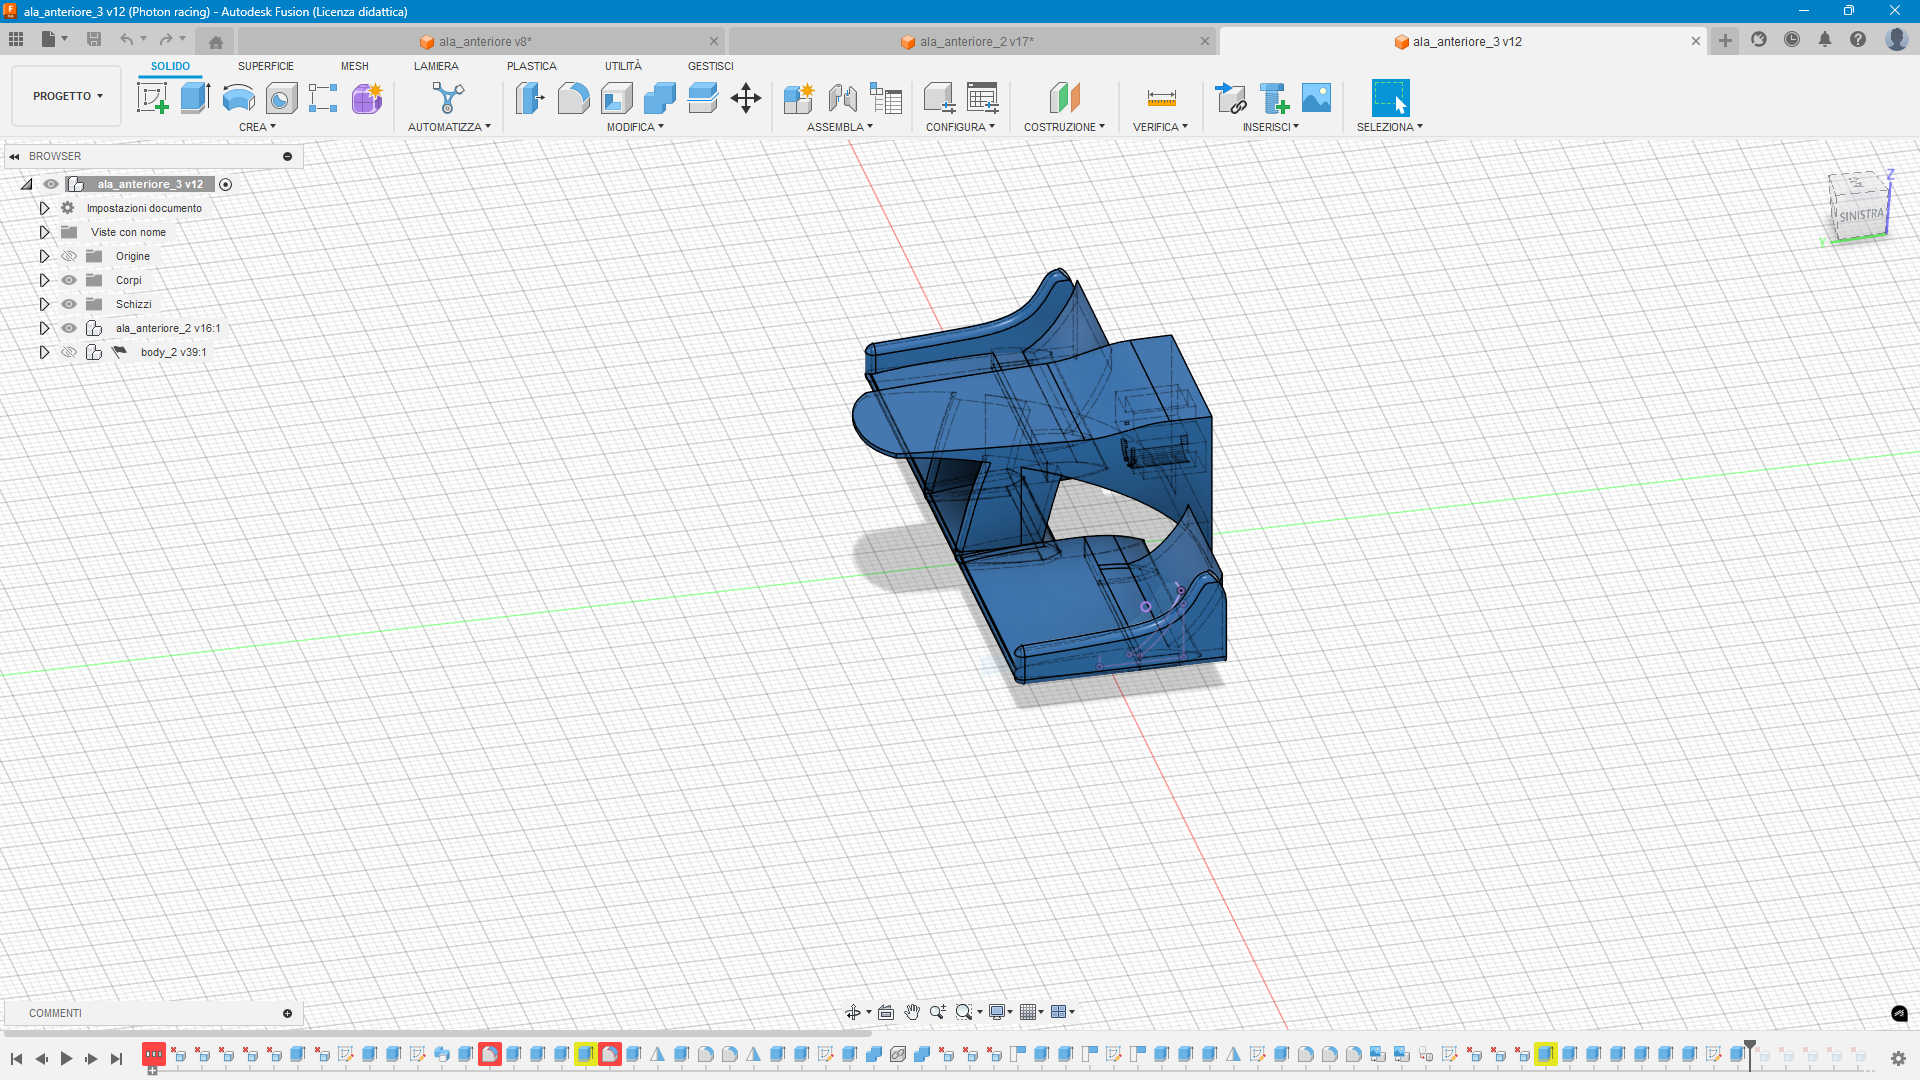 ala_anteriore_3 v12 (Photon racing) - Autodesk Fusion (Licenza didattica)
ala_anteriore v8*
ala_anteriore_2 v17*
ala_anteriore_3 v12
PROGETTO
SOLIDO
SUPERFICIE
MESH
LAMIERA
PLASTICA
UTILITÀ
GESTISCI
CREA
AUTOMATIZZA
MODIFICA
ASSEMBLA
CONFIGURA
COSTRUZIONE
VERIFICA
INSERISCI
SELEZIONA
BROWSER
ala_anteriore_3 v12
Impostazioni documento
Viste con nome
Origine
Corpi
Schizzi
ala_anteriore_2 v16:1
body_2 v39:1
Z
SINISTRA
Y
COMMENTI